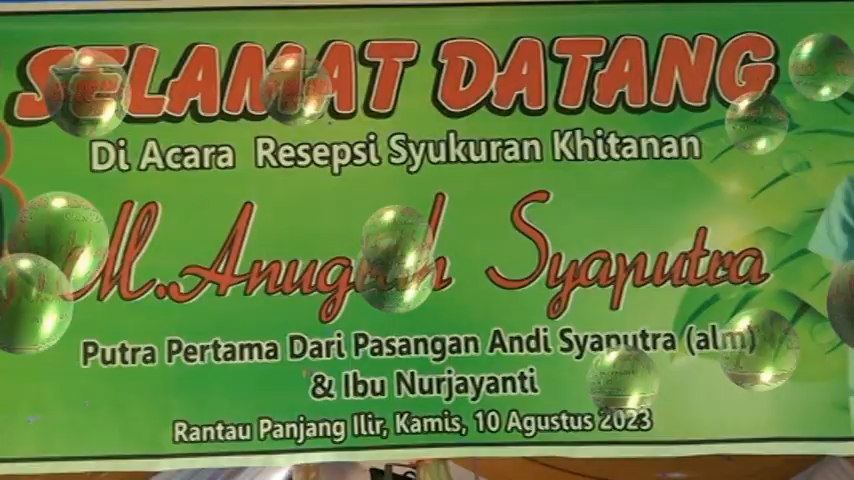 SELAMAT DATANG
Di Acara Resepsi Syukuran Khitanan
M. Anugrah Syaputra
Putra Pertama Dari Pasangan Andi Syaputra (alm)
& Ibu Nurjayanti
Rantau Panjang Ilir, Kamis, 10 Agustus 2023